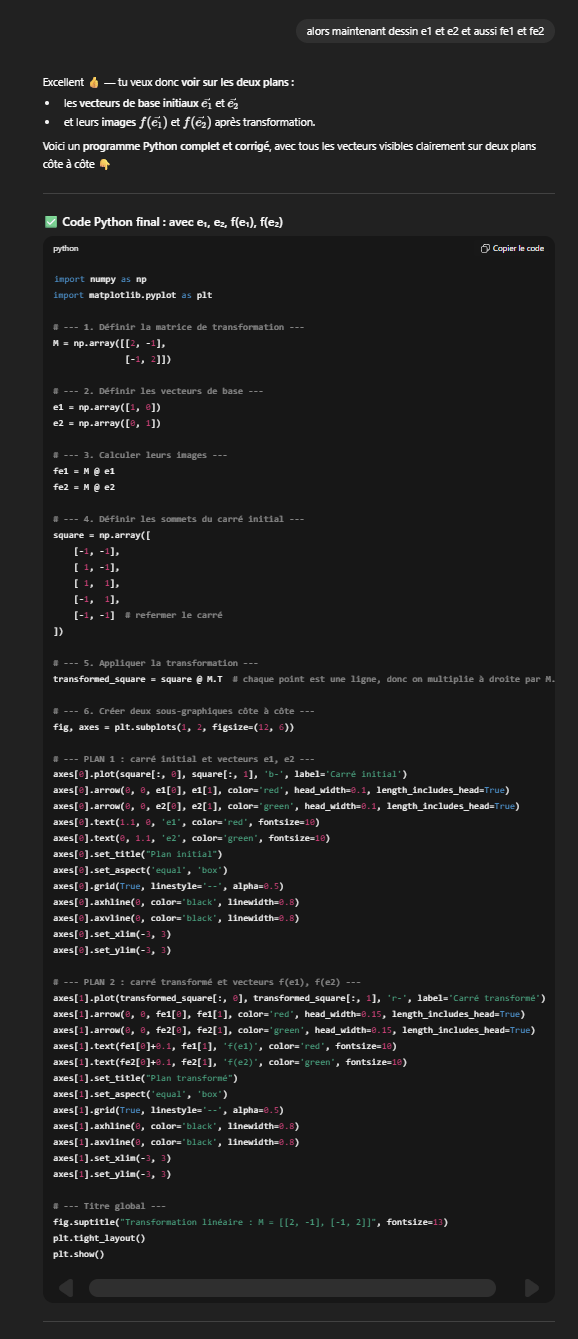 alors maintenant dessin e1 et e2 et aussi fe1 et fe2
Excellent 👍 — tu veux donc voir sur les deux plans :
• les vecteurs de base initiaux e₁⃗ et e₂⃗
• et leurs images f(e₁⃗) et f(e₂⃗) après transformation.
Voici un programme Python complet et corrigé, avec tous les vecteurs visibles clairement sur deux plans
côte à côte 👇
✅ Code Python final : avec e₁, e₂, f(e₁), f(e₂)
python
Copier le code
import numpy as np
import matplotlib.pyplot as plt
# --- 1. Définir la matrice de transformation ---
M = np.array([[2, -1],
              [-1, 2]])
# --- 2. Définir les vecteurs de base ---
e1 = np.array([1, 0])
e2 = np.array([0, 1])
# --- 3. Calculer leurs images ---
fe1 = M @ e1
fe2 = M @ e2
# --- 4. Définir les sommets du carré initial ---
square = np.array([
    [-1, -1],
    [ 1, -1],
    [ 1,  1],
    [-1,  1],
    [-1, -1]  # refermer le carré
])
# --- 5. Appliquer la transformation ---
transformed_square = square @ M.T  # chaque point est une ligne, donc on multiplie à droite par M.
# --- 6. Créer deux sous-graphiques côte à côte ---
fig, axes = plt.subplots(1, 2, figsize=(12, 6))
# --- PLAN 1 : carré initial et vecteurs e1, e2 ---
axes[0].plot(square[:, 0], square[:, 1], 'b-', label='Carré initial')
axes[0].arrow(0, 0, e1[0], e1[1], color='red', head_width=0.1, length_includes_head=True)
axes[0].arrow(0, 0, e2[0], e2[1], color='green', head_width=0.1, length_includes_head=True)
axes[0].text(1.1, 0, 'e1', color='red', fontsize=10)
axes[0].text(0, 1.1, 'e2', color='green', fontsize=10)
axes[0].set_title("Plan initial")
axes[0].set_aspect('equal', 'box')
axes[0].grid(True, linestyle='--', alpha=0.5)
axes[0].axhline(0, color='black', linewidth=0.8)
axes[0].axvline(0, color='black', linewidth=0.8)
axes[0].set_xlim(-3, 3)
axes[0].set_ylim(-3, 3)
# --- PLAN 2 : carré transformé et vecteurs f(e1), f(e2) ---
axes[1].plot(transformed_square[:, 0], transformed_square[:, 1], 'r-', label='Carré transformé')
axes[1].arrow(0, 0, fe1[0], fe1[1], color='red', head_width=0.15, length_includes_head=True)
axes[1].arrow(0, 0, fe2[0], fe2[1], color='green', head_width=0.15, length_includes_head=True)
axes[1].text(fe1[0]+0.1, fe1[1], 'f(e1)', color='red', fontsize=10)
axes[1].text(fe2[0]+0.1, fe2[1], 'f(e2)', color='green', fontsize=10)
axes[1].set_title("Plan transformé")
axes[1].set_aspect('equal', 'box')
axes[1].grid(True, linestyle='--', alpha=0.5)
axes[1].axhline(0, color='black', linewidth=0.8)
axes[1].axvline(0, color='black', linewidth=0.8)
axes[1].set_xlim(-3, 3)
axes[1].set_ylim(-3, 3)
# --- Titre global ---
fig.suptitle("Transformation linéaire : M = [[2, -1], [-1, 2]]", fontsize=13)
plt.tight_layout()
plt.show()